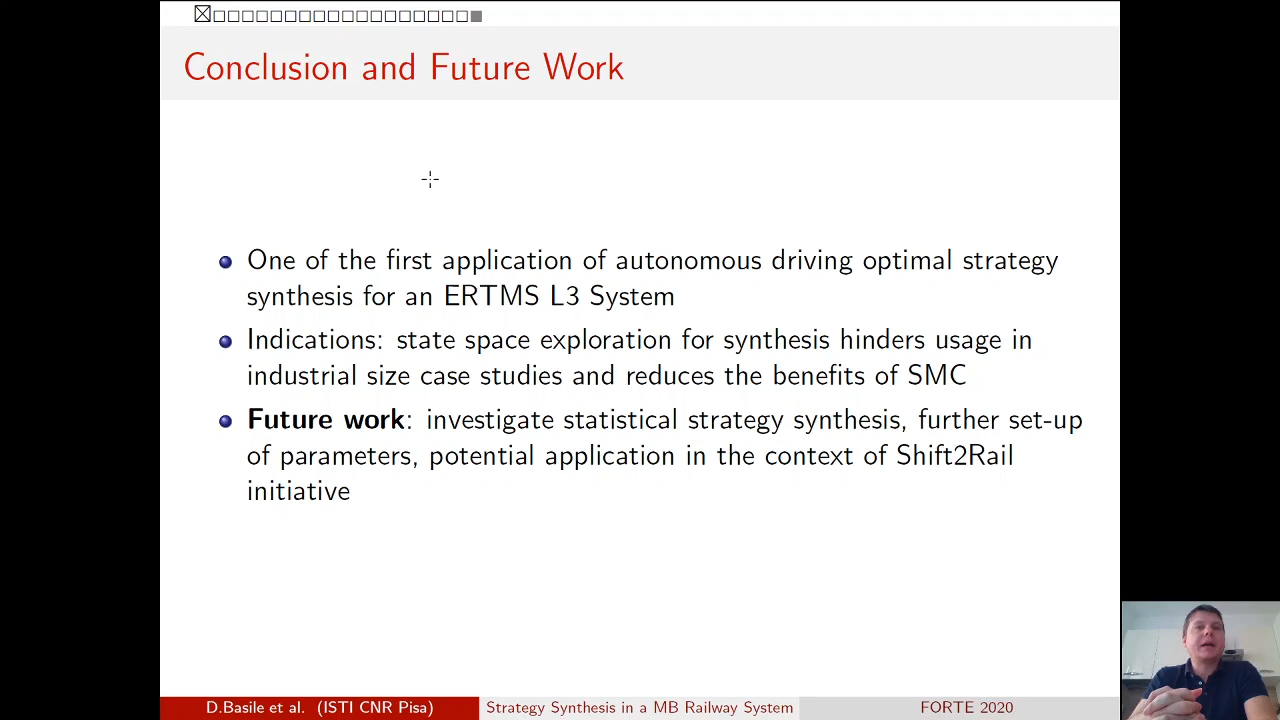 Conclusion and Future Work
One of the first application of autonomous driving optimal strategy
synthesis for an ERTMS L3 System
Indications: state space exploration for synthesis hinders usage in
industrial size case studies and reduces the benefits of SMC
Future work: investigate statistical strategy synthesis, further set-up
of parameters, potential application in the context of Shift2Rail
initiative
D.Basile et al. (ISTI CNR Pisa) Strategy Synthesis in a MB Railway System FORTE 2020